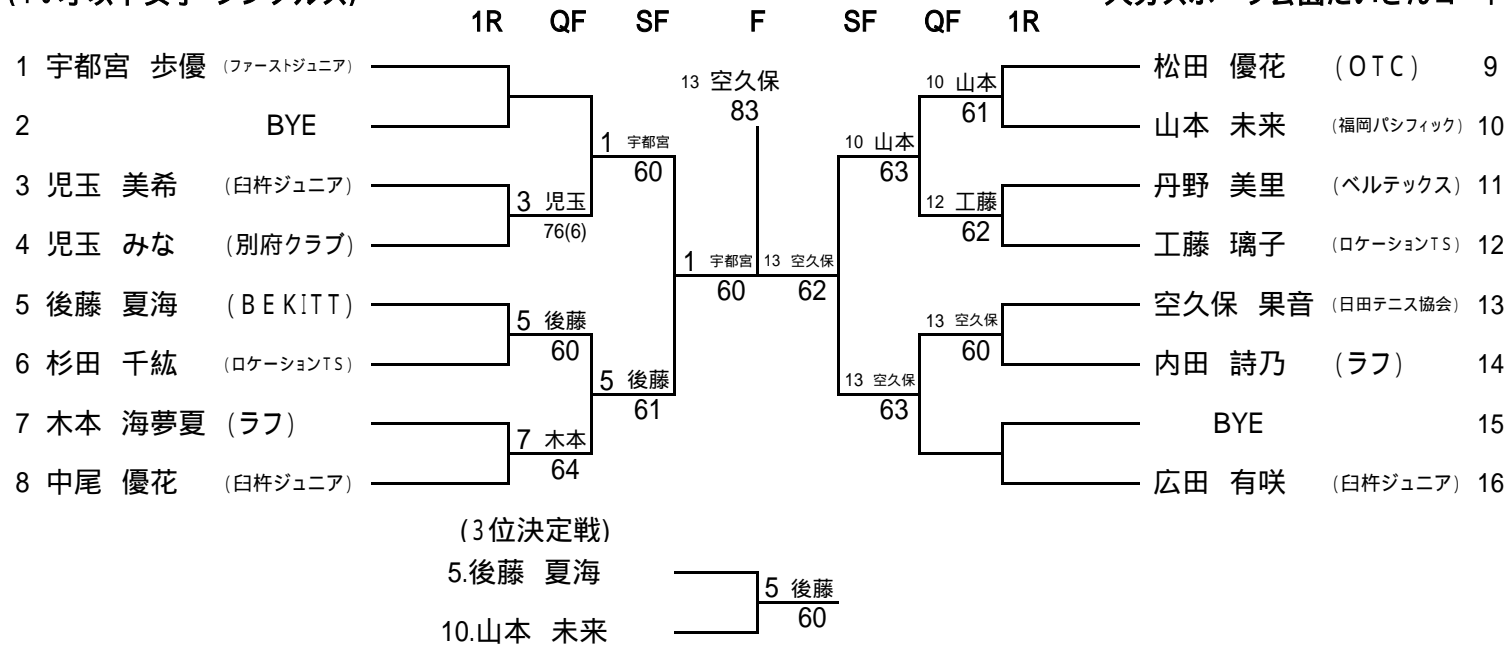 1R QF SF F SF QF 1R
1 宇都宮 歩優 (ファーストジュニア)
2 BYE
3 児玉 美希 (臼杵ジュニア)
4 児玉 みな (別府クラブ)
5 後藤 夏海 (BEKITT)
6 杉田 千紘 (ロケーションTS)
7 木本 海夢夏 (ラフ)
8 中尾 優花 (臼杵ジュニア)
3 児玉
76(6)
5 後藤
60
7 木本
64
1 宇都宮
60
5 後藤
61
1 宇都宮
60
13 空久保
83
13 空久保
62
10 山本
63
13 空久保
63
10 山本
61
12 工藤
62
13 空久保
60
松田 優花 (OTC) 9
山本 未来 (福岡パシフィック) 10
丹野 美里 (ベルテックス) 11
工藤 璃子 (ロケーションTS) 12
空久保 果音 (日田テニス協会) 13
内田 詩乃 (ラフ) 14
BYE 15
広田 有咲 (臼杵ジュニア) 16
(3位決定戦)
5.後藤 夏海
10.山本 未来
5 後藤
60